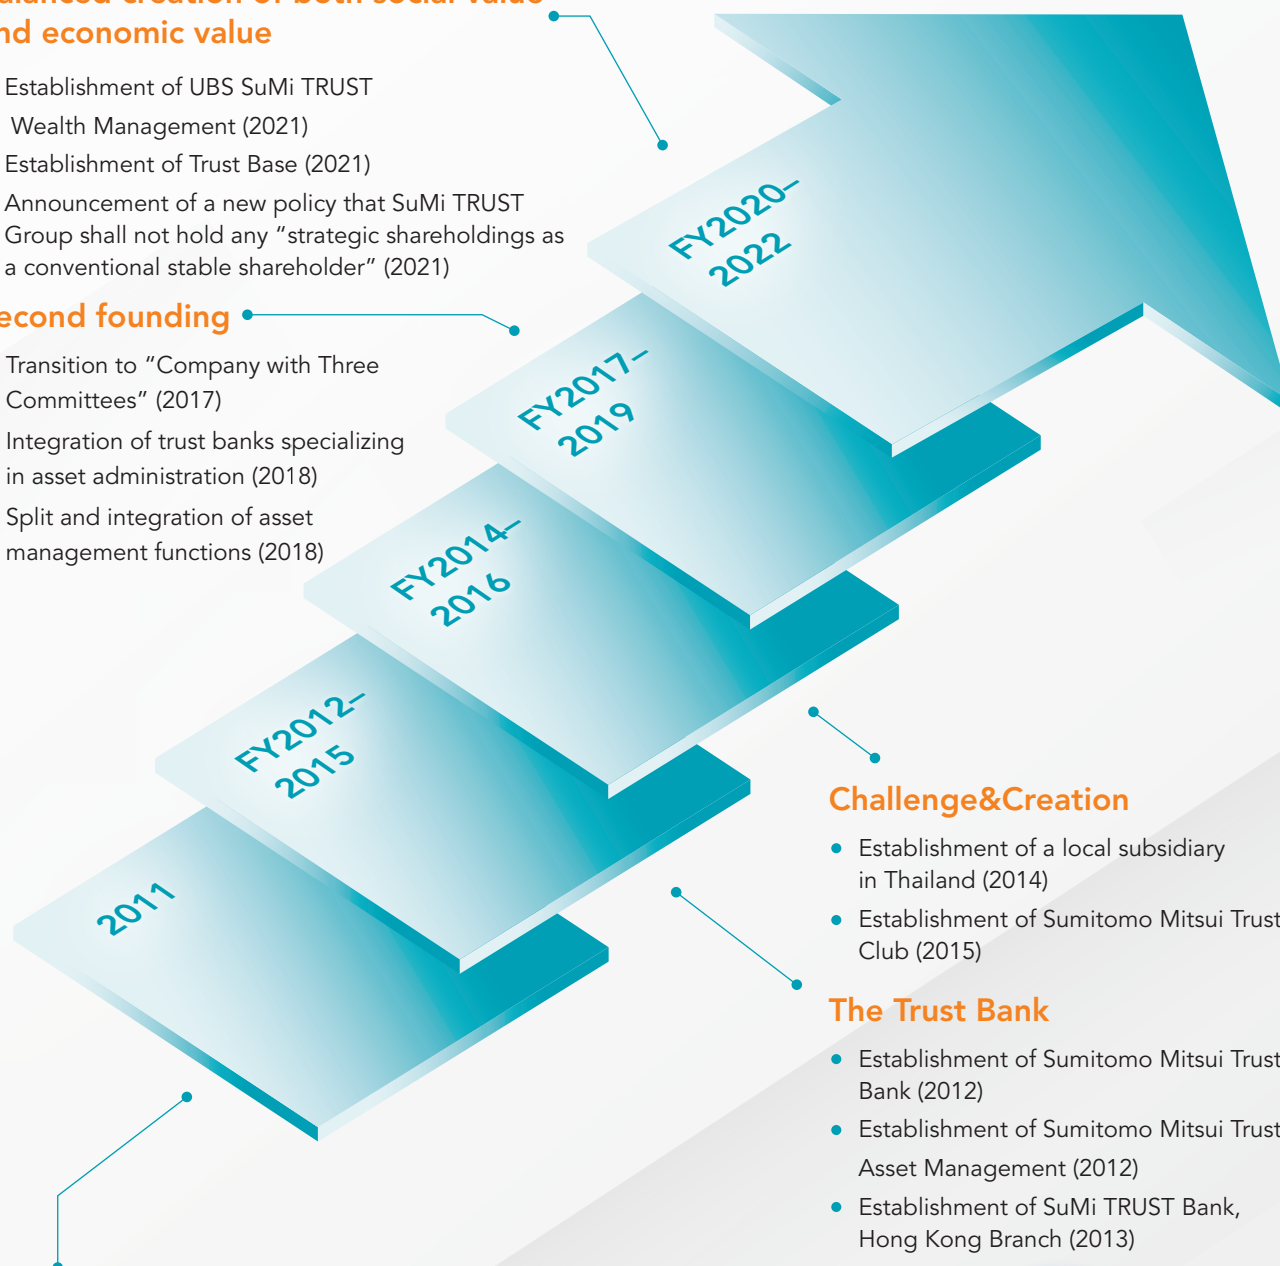 and economic value
Establishment of UBS SuMi TRUST
Wealth Management (2021)
Establishment of Trust Base (2021)
Announcement of a new policy that SuMi TRUST
Group shall not hold any “strategic shareholdings as
a conventional stable shareholder” (2021)
Second founding
Transition to “Company with Three
Committees” (2017)
Integration of trust banks specializing
in asset administration (2018)
Split and integration of asset
management functions (2018)
FY2020–
2022
FY2017–
2019
FY2014–
2016
FY2012–
2015
2011
Challenge&Creation
• Establishment of a local subsidiary
in Thailand (2014)
• Establishment of Sumitomo Mitsui Trust
Club (2015)
The Trust Bank
• Establishment of Sumitomo Mitsui Trust
Bank (2012)
• Establishment of Sumitomo Mitsui Trust
Asset Management (2012)
• Establishment of SuMi TRUST Bank,
Hong Kong Branch (2013)